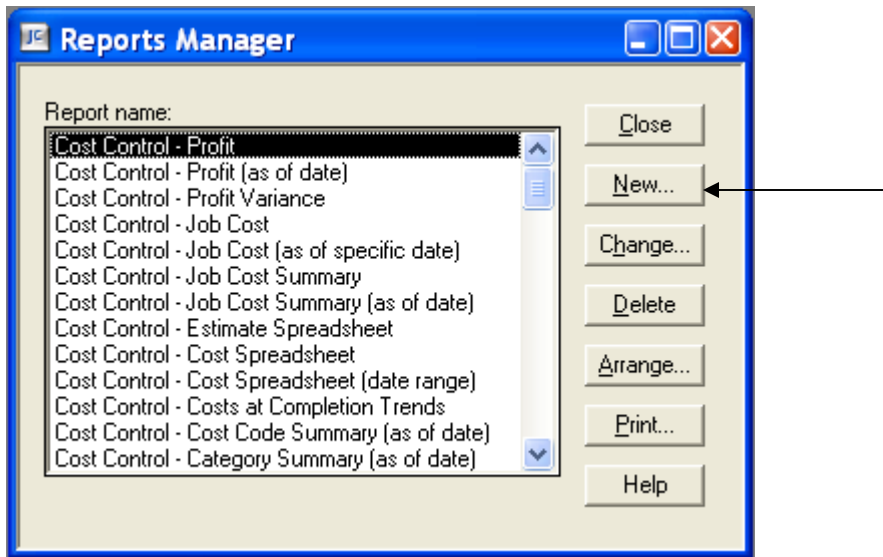 JC Reports Manager
Report name:
Cost Control - Profit
Cost Control - Profit (as of date)
Cost Control - Profit Variance
Cost Control - Job Cost
Cost Control - Job Cost (as of specific date)
Cost Control - Job Cost Summary
Cost Control - Job Cost Summary (as of date)
Cost Control - Estimate Spreadsheet
Cost Control - Cost Spreadsheet
Cost Control - Cost Spreadsheet (date range)
Cost Control - Costs at Completion Trends
Cost Control - Cost Code Summary (as of date)
Cost Control - Category Summary (as of date)
Close
New...
Change...
Delete
Arrange...
Print...
Help